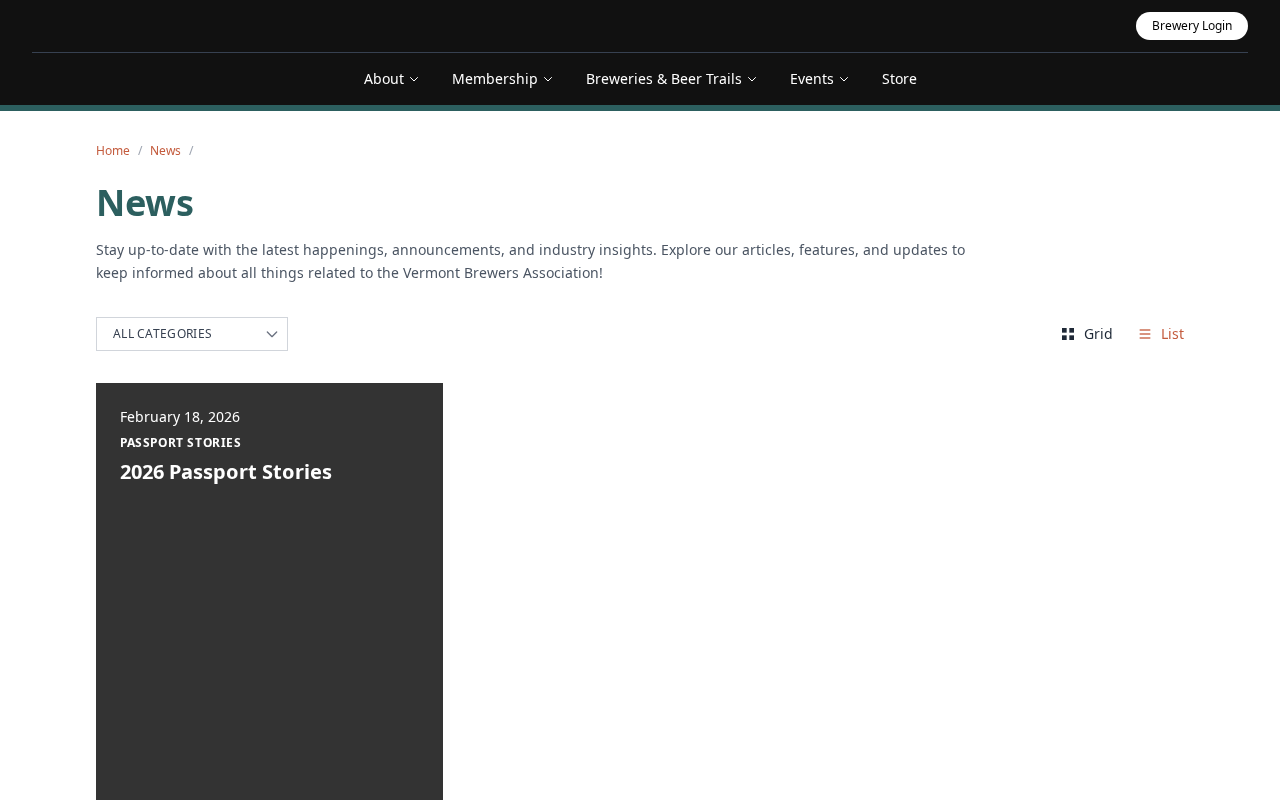 Brewery Login
About
Membership
Breweries & Beer Trails
Events
Store
Home / News /
News
Stay up-to-date with the latest happenings, announcements, and industry insights. Explore our articles, features, and updates to
keep informed about all things related to the Vermont Brewers Association!
ALL CATEGORIES
Grid
List
February 18, 2026
PASSPORT STORIES
2026 Passport Stories